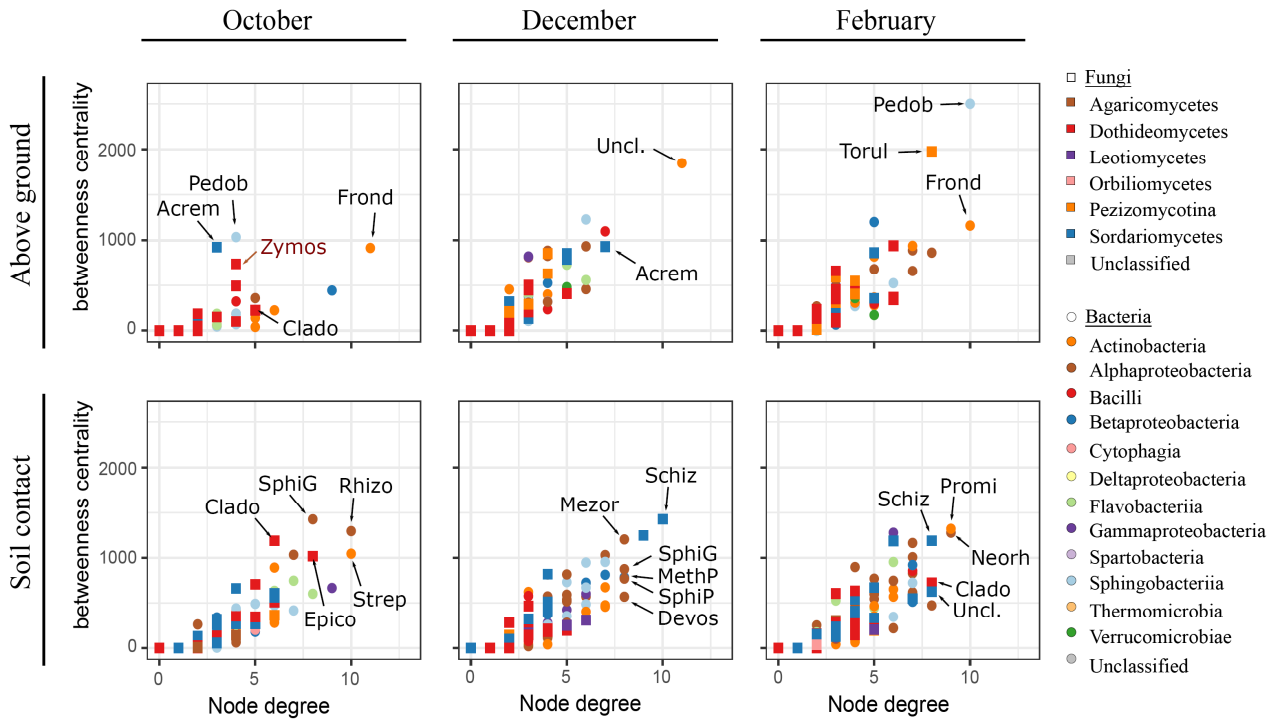 October
December
February
Above ground
betweenness centrality
2000
1000
0
Pedob
Acrem
Frond
Zymos
Clado
Uncl.
Acrem
Pedob
Torul
Frond
Soil contact
betweenness centrality
2000
1000
0
SphiG
Rhizo
Clado
Strep
Epico
Schiz
Mezor
SphiG
MethP
SphiP
Devos
Promi
Schiz
Neorh
Clado
Uncl.
0 5 10
0 5 10
0 5 10
Node degree
Node degree
Node degree
Fungi
Agaricomycetes
Dothideomycetes
Leotiomycetes
Orbiliomycetes
Pezizomycotina
Sordariomycetes
Unclassified
Bacteria
Actinobacteria
Alphaproteobacteria
Bacilli
Betaproteobacteria
Cytophagia
Deltaproteobacteria
Flavobacteriia
Gammaproteobacteria
Spartobacteria
Sphingobacteriia
Thermomicrobia
Verrucomicrobiae
Unclassified